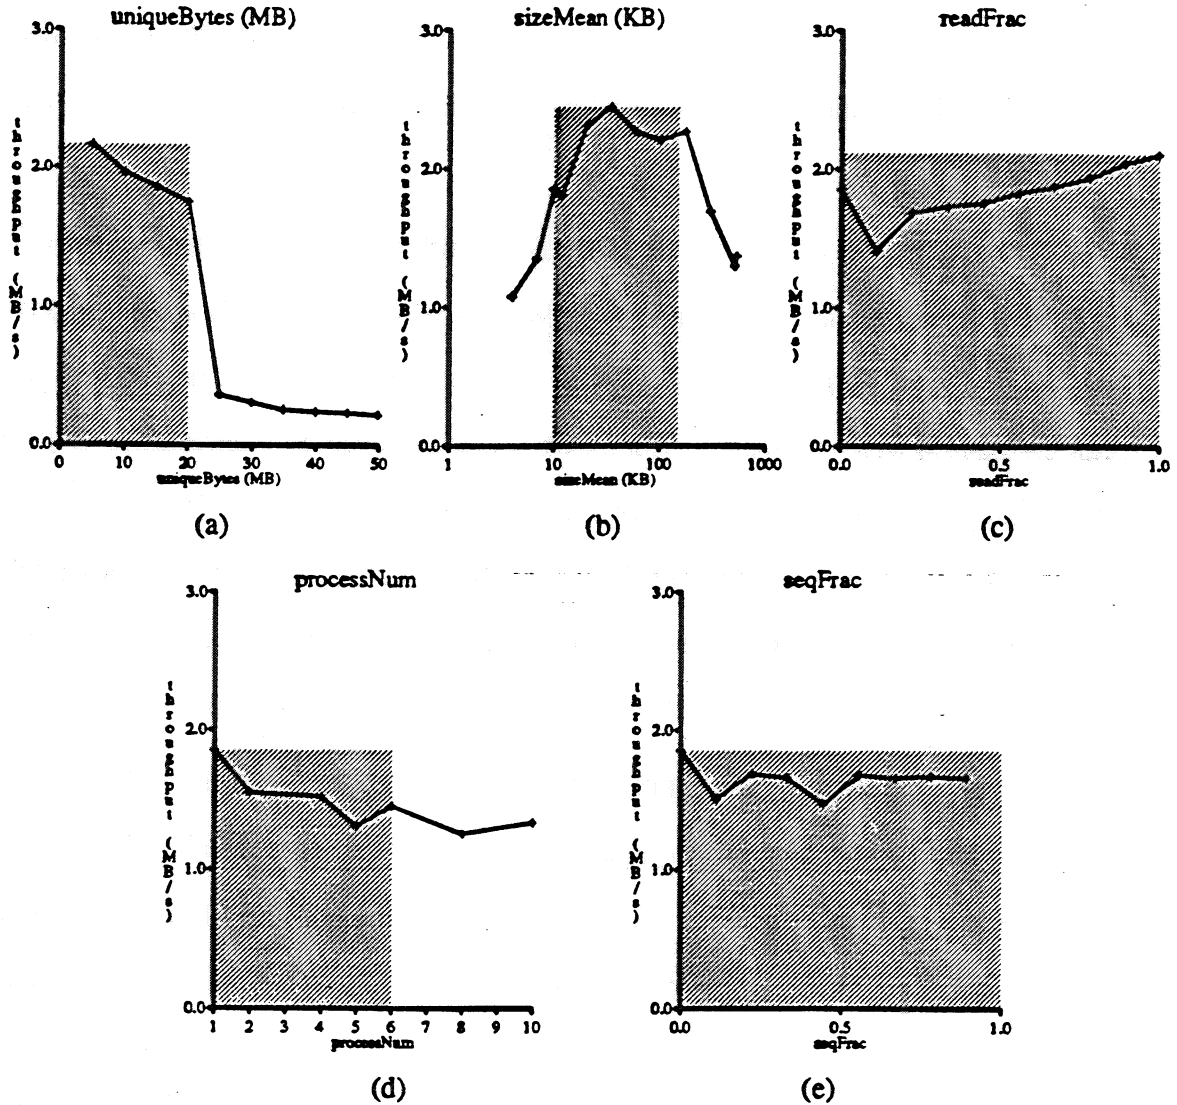 uniqueBytes (MB)
3.0
2.0
1.0
0.0
throughput (MB/s)
0 10 20 30 40 50
uniqueBytes (MB)
(a)
sizeMean (KB)
3.0
2.0
1.0
0.0
throughput (MB/s)
1 10 100 1000
sizeMean (KB)
(b)
readFrac
3.0
2.0
1.0
0.0
throughput (MB/s)
0.0 0.5 1.0
readFrac
(c)
processNum
3.0
2.0
1.0
0.0
throughput (MB/s)
1 2 3 4 5 6 7 8 9 10
processNum
(d)
seqFrac
3.0
2.0
1.0
0.0
throughput (MB/s)
0.0 0.5 1.0
seqFrac
(e)